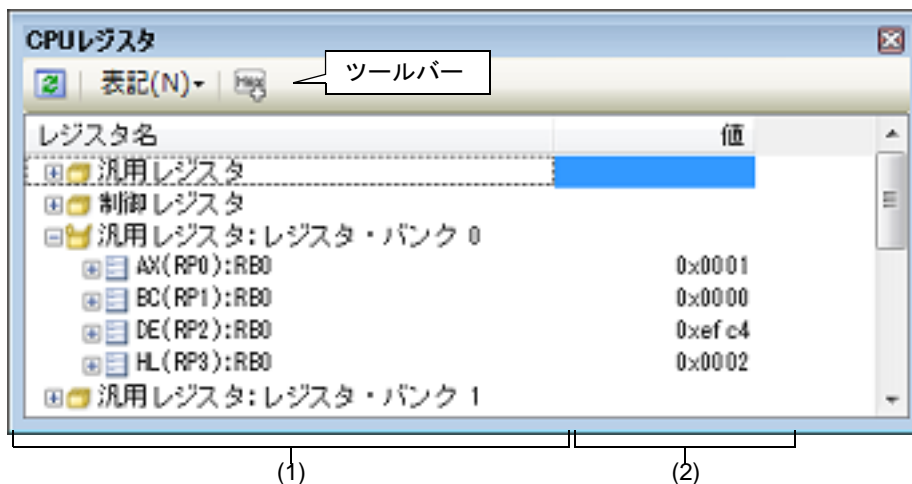 CPUレジスタ
表記(N)
Hex
ツールバー
レジスタ名 値
汎用レジスタ
制御レジスタ
汎用レジスタ:レジスタ・バンク 0
AX(RP0):RB0 0x0001
BC(RP1):RB0 0x0000
DE(RP2):RB0 0xefc4
HL(RP3):RB0 0x0002
汎用レジスタ:レジスタ・バンク 1
(1) (2)